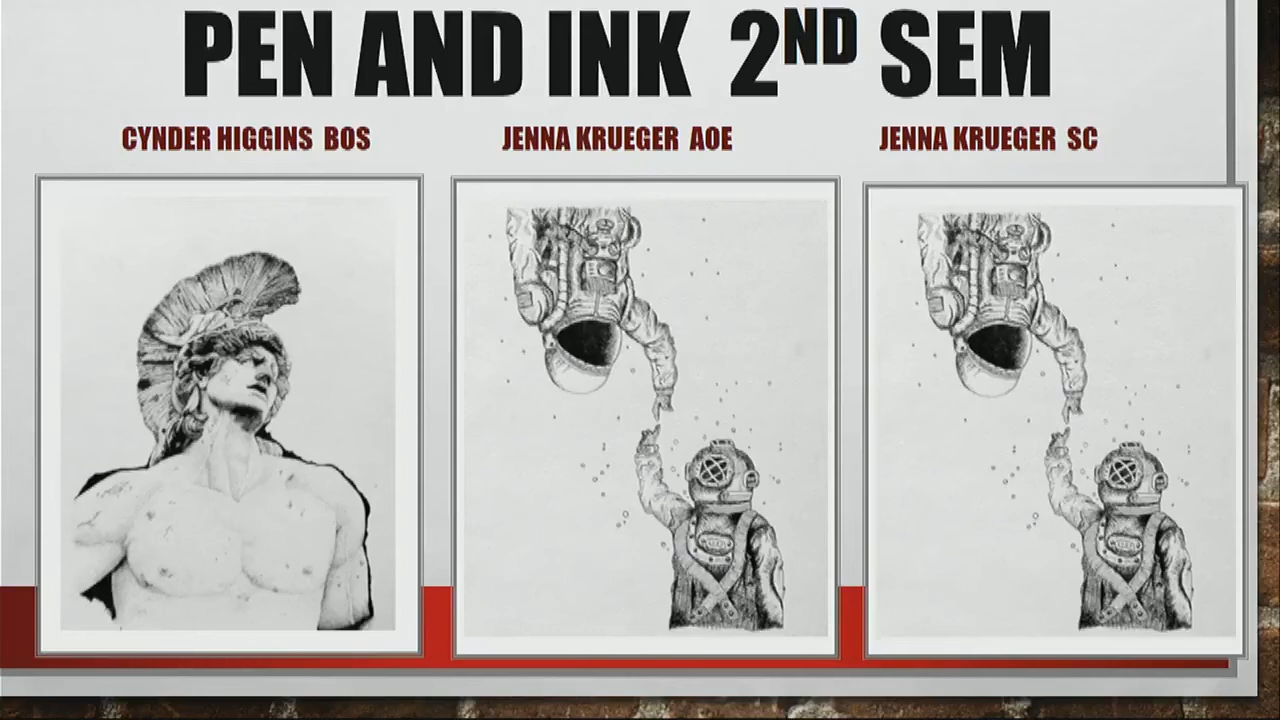 PEN AND INK 2ND SEM
CYNDER HIGGINS BOS
JENNA KRUEGER AOE
JENNA KRUEGER SC